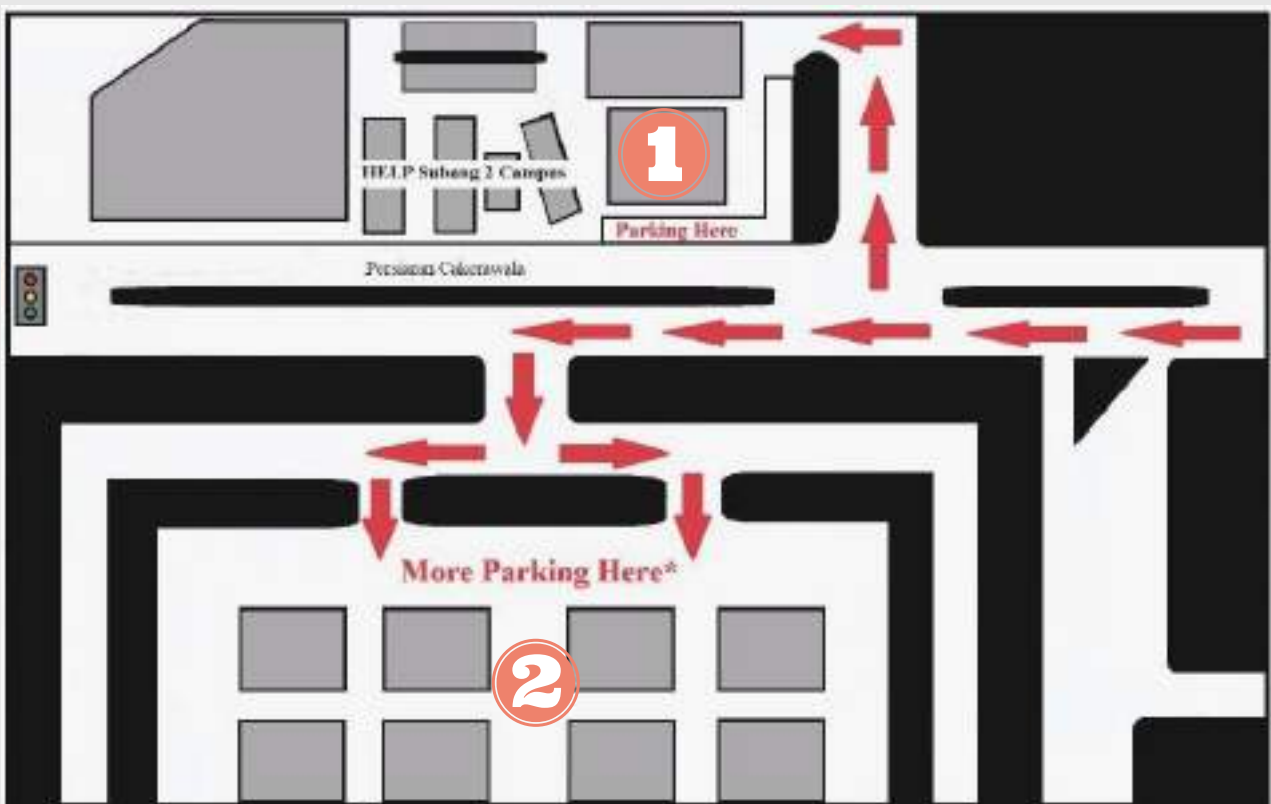 1
HELP Subang 2 Campus
Parking Here
Persiaran Cakerawala
More Parking Here*
2